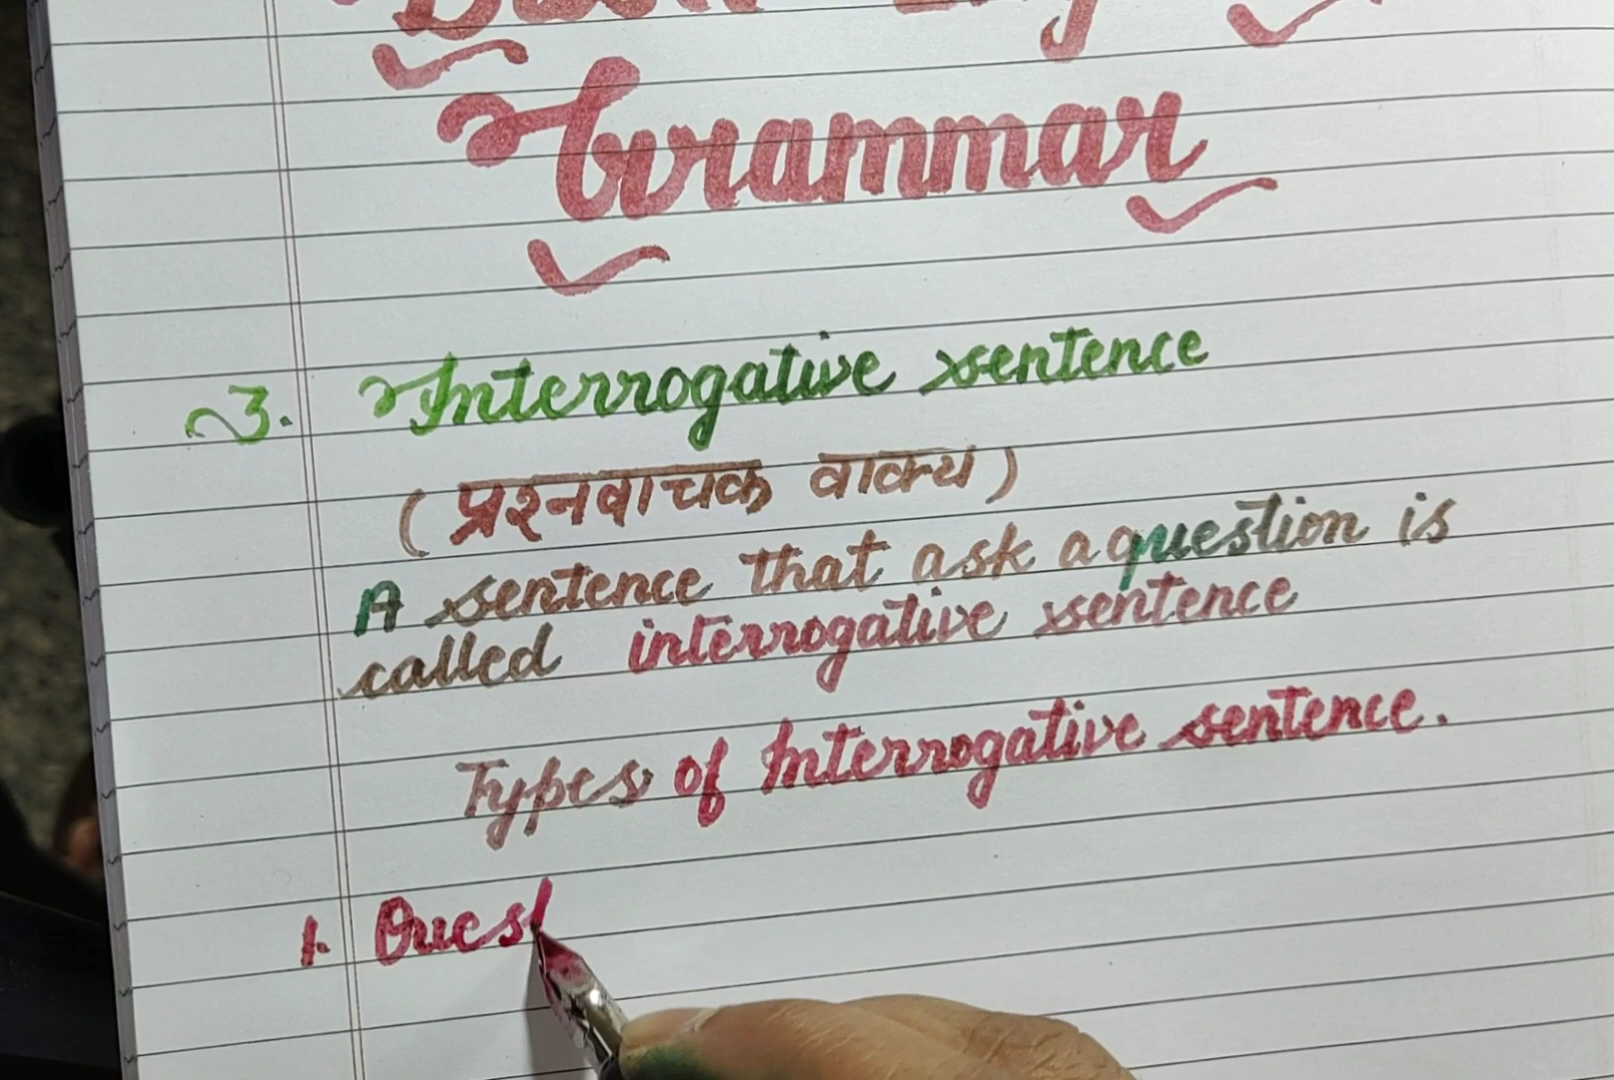 Grammar
3. Interrogative sentence
( प्रश्नवाचक वाक्य )
A sentence that ask a question is
called interrogative sentence
Types of Interrogative sentence.
1. Quest